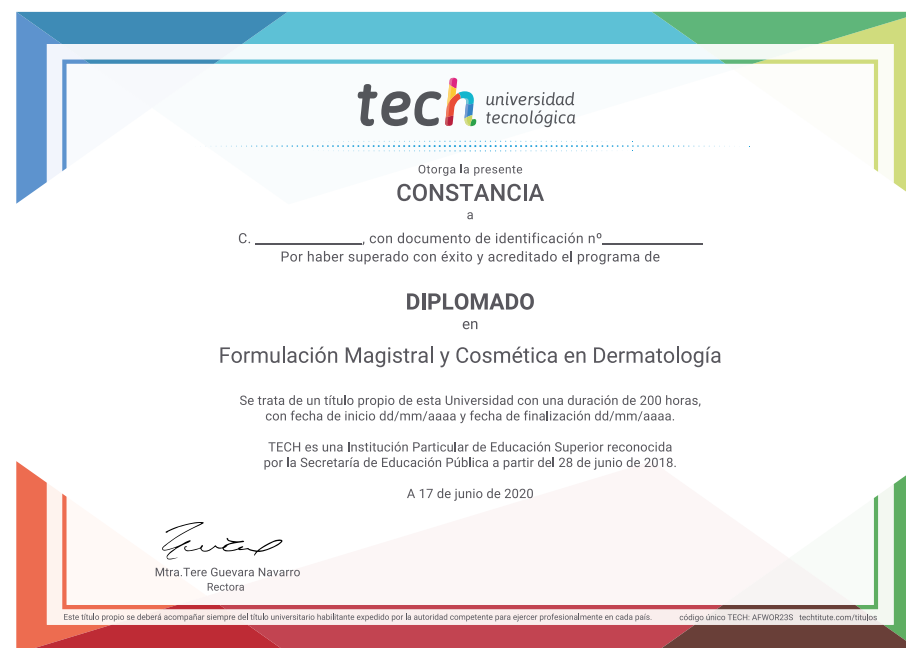 tech universidad
tecnológica
Otorga la presente
CONSTANCIA
a
C. ______________, con documento de identificación nº_____________
Por haber superado con éxito y acreditado el programa de
DIPLOMADO
en
Formulación Magistral y Cosmética en Dermatología
Se trata de un título propio de esta Universidad con una duración de 200 horas,
con fecha de inicio dd/mm/aaaa y fecha de finalización dd/mm/aaaa.
TECH es una Institución Particular de Educación Superior reconocida
por la Secretaría de Educación Pública a partir del 28 de junio de 2018.
A 17 de junio de 2020
Mtra.Tere Guevara Navarro
Rectora
Este título propio se deberá acompañar siempre del título universitario habilitante expedido por la autoridad competente para ejercer profesionalmente en cada país. código único TECH: AFWOR23S techtitute.com/titulos